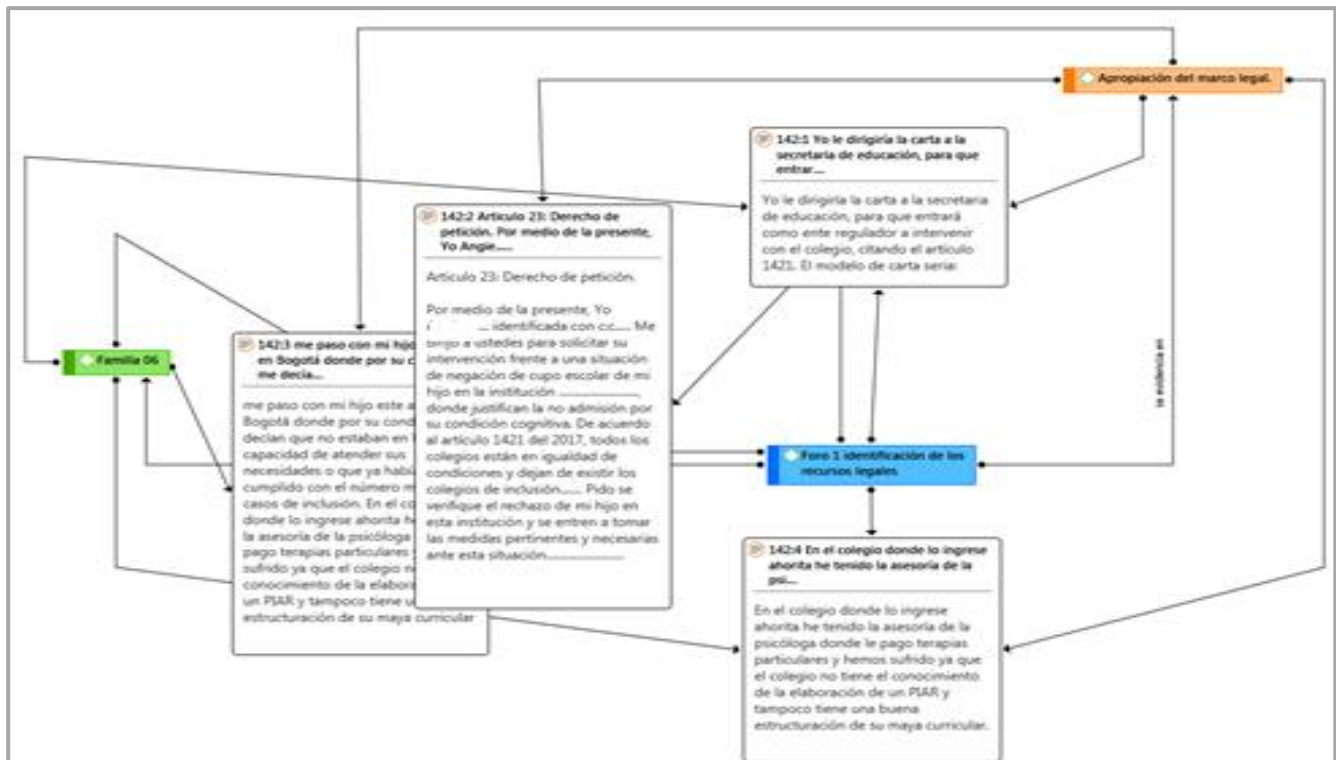 Apropiación del marco legal.
142:1 Yo le dirigiría la carta a la
secretaria de educación, para que
entrar....
Yo le dirigiría la carta a la secretaria
de educación, para que entrará
como ente regulador a intervenir
con el colegio, citando el artículo
1421. El modelo de carta seria:
142:2 Articulo 23: Derecho de
petición. Por medio de la presente,
Yo Angie.....
Articulo 23: Derecho de petición.
Por medio de la presente, Yo
identificada con c.c..... Me
dirijo a ustedes para solicitar su
intervención frente a una situación
de negación de cupo escolar de mi
hijo en la institución
donde justifican la no admisión por
su condición cognitiva. De acuerdo
al artículo 1421 del 2017, todos los
colegios están en igualdad de
condiciones y dejan de existir los
colegios de inclusión...... Pido se
verifique el rechazo de mi hijo en
esta institución y se entren a tomar
las medidas pertinentes y necesarias
ante esta situación
Familia 06
142:3 me paso con mi hijo
en Bogotá donde por su
me decía....
me paso con mi hijo este
Bogotá donde por su
decían que no estaban en
capacidad de atender sus
necesidades o que ya
cumplido con el número
casos de inclusión. En el
donde lo ingrese ahorita
la asesoría de la psicóloga
pago terapias particulares
sufrido ya que el colegio
conocimiento de la
un PIAR y tampoco tiene
estructuración de su maya curricular
se evidencia en
Foro 1 identificación de los
recursos legales
142:4 En el colegio donde lo ingrese
ahorita he tenido la asesoría de la
psi....
En el colegio donde lo ingrese
ahorita he tenido la asesoría de la
psicóloga donde le pago terapias
particulares y hemos sufrido ya que
el colegio no tiene el conocimiento
de la elaboración de un PIAR y
tampoco tiene una buena
estructuración de su maya curricular.